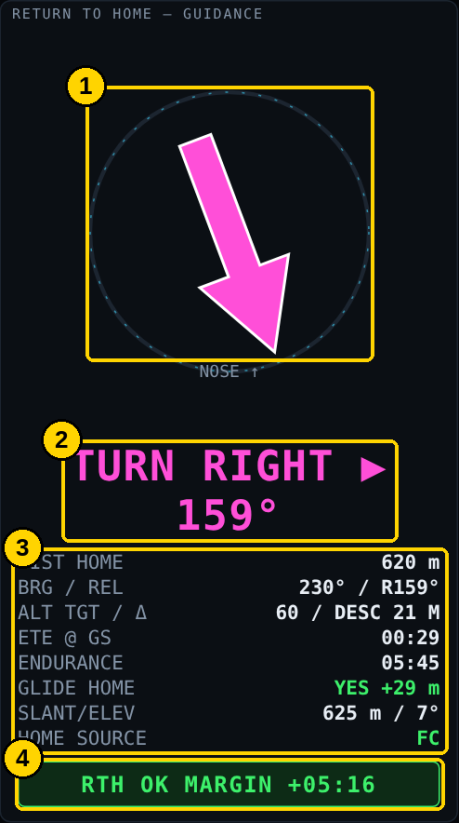 RETURN TO HOME — GUIDANCE
1
NOSE ↑
2
TURN RIGHT ▶
159°
3
DIST HOME 620 m
BRG / REL 230° / R159°
ALT TGT / Δ 60 / DESC 21 M
ETE @ GS 00:29
ENDURANCE 05:45
GLIDE HOME YES +29 m
SLANT/ELEV 625 m / 7°
HOME SOURCE FC
4
RTH OK MARGIN +05:16